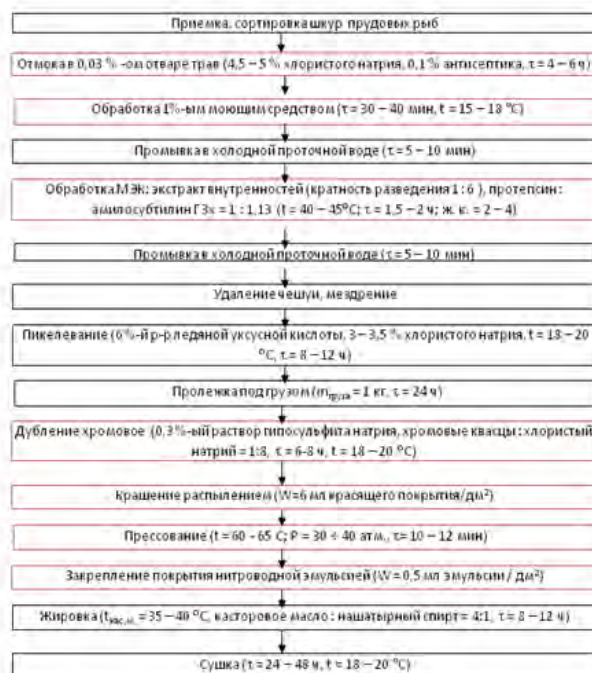 Приемка, сортировка шкур прудовых рыб
Отмока в 0,03 % -ом отваре трав (4,5 – 5 % хлористого натрия, 0,1 % антисептика, τ = 4 – 6 ч)
Обработка 1%-ым моющим средством (τ = 30 – 40 мин, t = 15 – 18 °C)
Промывка в холодной проточной воде (τ = 5 – 10 мин)
Обработка МЭК: экстракт внутренностей (кратность разведения 1 : 6 ), протепсин :
амилосубтилин Г3х = 1 : 1,13 (t = 40 – 45°C; τ = 1,5 – 2 ч; ж. к. = 2 – 4)
Промывка в холодной проточной воде (τ = 5 – 10 мин)
Удаление чешуи, мездрение
Пикелевание (6%-й р-р ледяной уксусной кислоты, 3 – 3,5 % хлористого натрия, t = 18 – 20
°C, τ = 8 – 12 ч)
Пролежка под грузом (mгруза = 1 кг, τ = 24 ч)
Дубление хромовое (0,3%-ый раствор гипосульфита натрия, хромовые квасцы : хлористый
натрий = 1:8, τ = 6-8 ч, t = 18 – 20 °C)
Крашение распылением (W=6 мл красящего покрытия/дм²)
Прессование (t = 60 - 65 C; P = 30 ÷ 40 атм., τ = 10 – 12 мин)
Закрепление покрытия нитроводной эмульсией (W = 0,5 мл эмульсии / дм²)
Жировка (tкас.м. = 35 – 40 °C, касторовое масло : нашатырный спирт = 4:1, τ = 8 – 12 ч)
Сушка (τ = 24 – 48 ч, t = 18 – 20 °C)